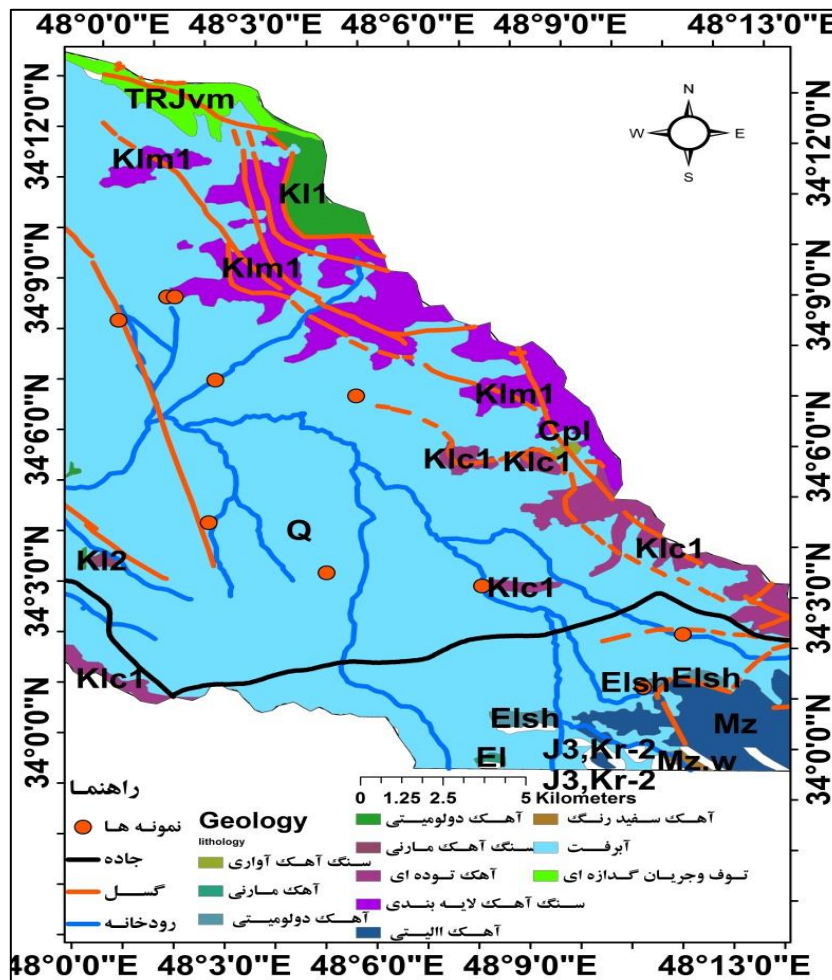 48°0'0"E 48°3'0"E 48°6'0"E 48°9'0"E 48°13'0"E
34°12'0"N
34°9'0"N
34°6'0"N
34°3'0"N
34°0'0"N
34°12'0"N
34°9'0"N
34°6'0"N
34°3'0"N
34°0'0"N
N
W E
S
TRJvm
Klm1
Kl1
Klm1
Klm1
Cpl
Klc1 Klc1
Q
Klc1
Kl2
Klc1
Klc1
Elsh Elsh
Elsh
Mz
El
J3,Kr-2
Mz.w
J3,Kr-2
راهنما
نمونه ها
جاده
گسل
رودخانه
Geology
lithology
سنگ آهک آواری
آهک مارنی
آهک دولومیتی
0 1.25 2.5 5 Kilometers
آهک دولومیتی
سنگ آهک مارنی
آهک توده ای
سنگ آهک لایه بندی
آهک االیتی
آهک سفید رنگ
آبرفت
توف وجریان گدازه ای
48°0'0"E 48°3'0"E 48°6'0"E 48°9'0"E 48°13'0"E